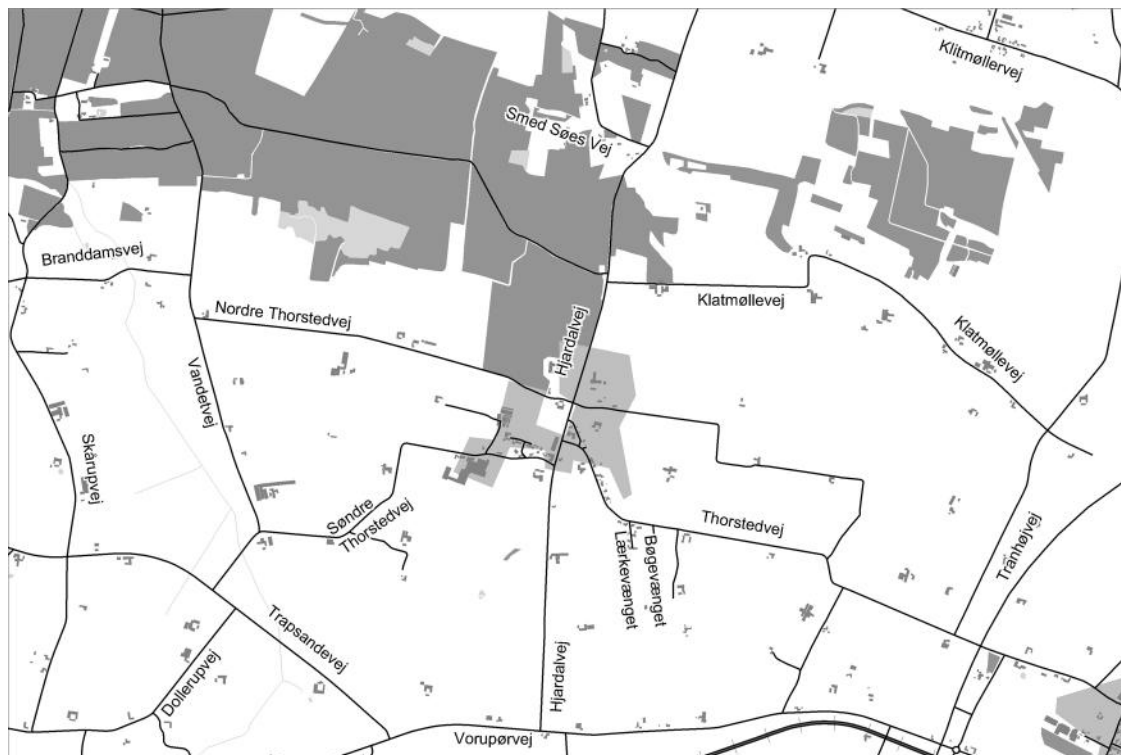 Klitmøllervej
Smed Søes Vej
Branddamsvej
Nordre Thorstedvej
Hjardalvej
Klatmøllevej
Klatmøllevej
Vandetvej
Skårupvej
Søndre
Thorstedvej
Thorstedvej
Lærkevænget
Bøgevænget
Tranhøjvej
Trapsandevej
Dollerupvej
Hjardalvej
Vorupørvej